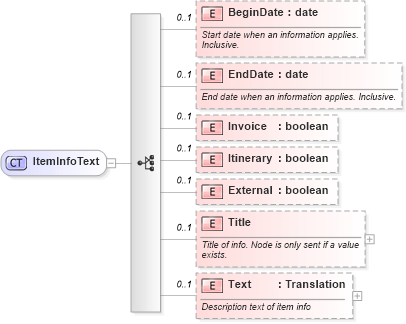 0..1
E BeginDate : date
Start date when an information applies.
Inclusive.
0..1
E EndDate : date
End date when an information applies. Inclusive.
0..1
E Invoice : boolean
CT ItemInfoText
0..1
E Itinerary : boolean
0..1
E External : boolean
0..1
E Title
Title of info. Node is only sent if a value
exists.
0..1
E Text : Translation
Description text of item info